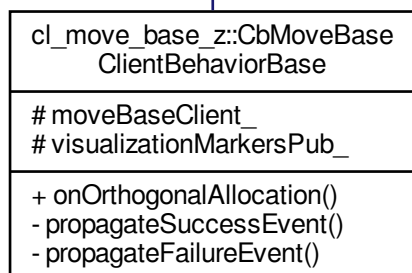 cl_move_base_z::CbMoveBase
ClientBehaviorBase
# moveBaseClient_
# visualizationMarkersPub_
+ onOrthogonalAllocation()
- propagateSuccessEvent()
- propagateFailureEvent()